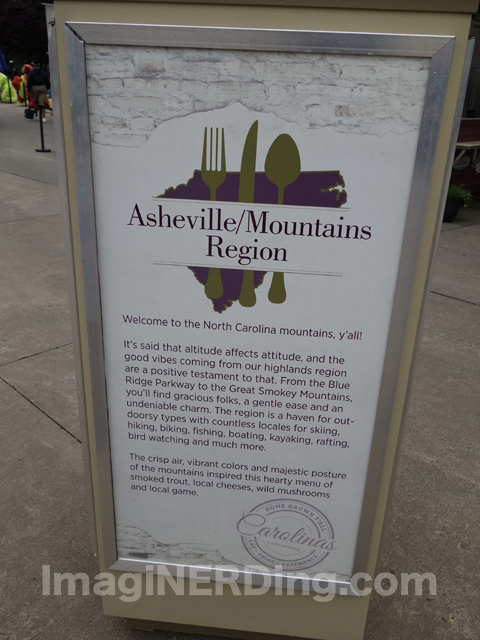 Asheville/Mountains
Region
Welcome to the North Carolina mountains, y'all!
It's said that altitude affects attitude, and the
good vibes coming from our highlands region
are a positive testament to that. From the Blue
Ridge Parkway to the Great Smokey Mountains,
you'll find gracious folks, a gentle ease and an
undeniable charm. The region is a haven for out-
doorsy types with countless locales for skiing,
hiking, biking, fishing, boating, kayaking, rafting,
bird watching and much more.
The crisp air, vibrant colors and majestic posture
of the mountains inspired this hearty menu of
smoked trout, local cheeses, wild mushrooms
and local game.
HOME GROWN Y'ALL
Carolinas
EXPERIENCE
ImagiNERDing.com